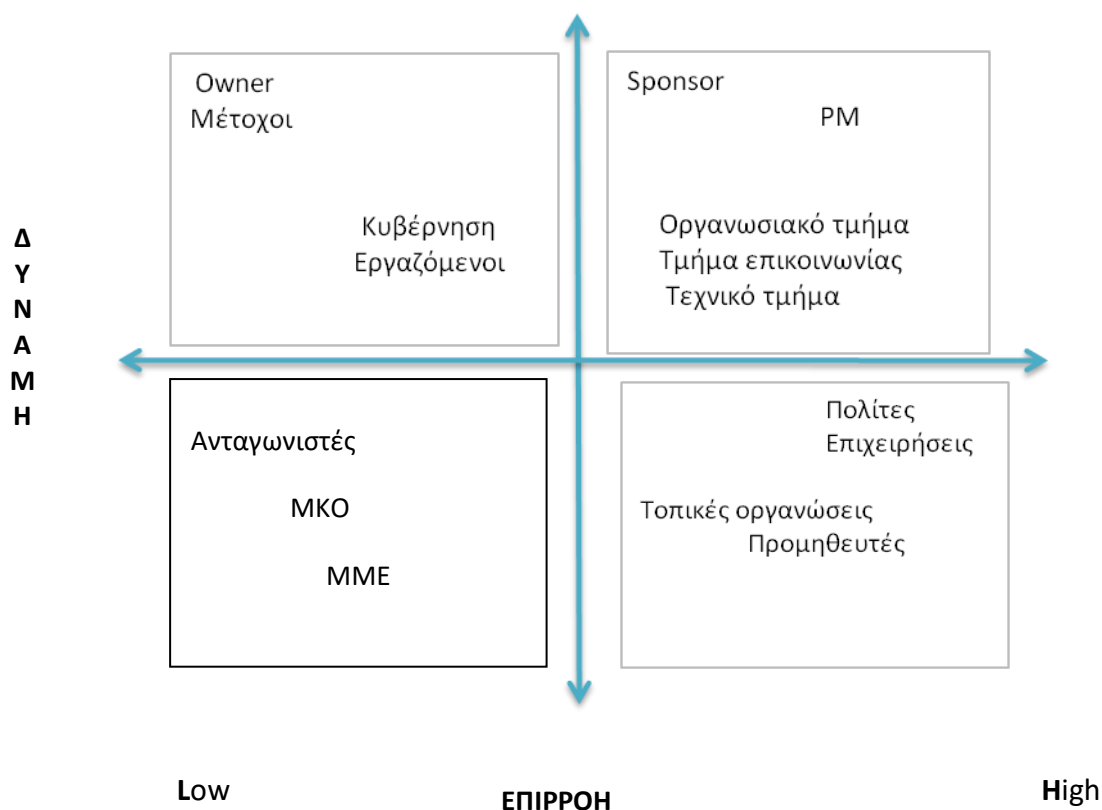 Owner
Μέτοχοι
Κυβέρνηση
Εργαζόμενοι
Sponsor
PM
Οργανωσιακό τμήμα
Τμήμα επικοινωνίας
Τεχνικό τμήμα
Δ
Υ
Ν
Α
Μ
Η
Ανταγωνιστές
ΜΚΟ
ΜΜΕ
Πολίτες
Επιχειρήσεις
Τοπικές οργανώσεις
Προμηθευτές
Low
ΕΠΙΡΡΟΗ
High